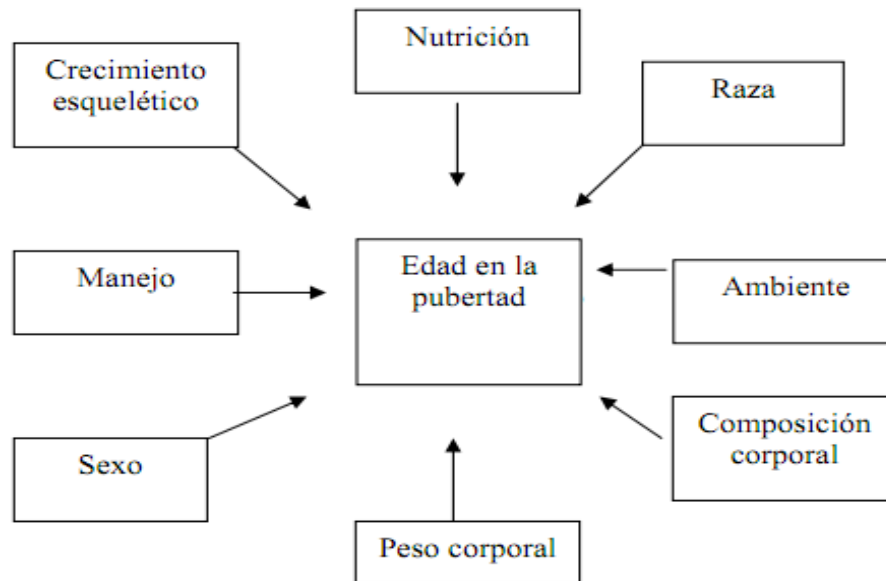 Nutrición
Crecimiento
esquelético
Raza
Manejo
Edad en la
pubertad
Ambiente
Sexo
Composición
corporal
Peso corporal